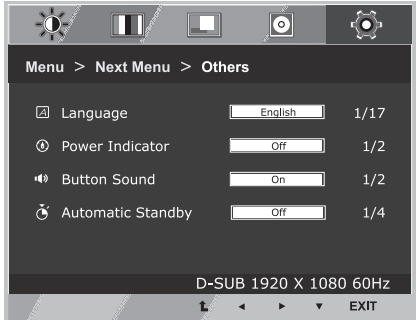 Menu > Next Menu > Others
A Language English 1/17
Power Indicator Off 1/2
Button Sound On 1/2
Automatic Standby Off 1/4
D-SUB 1920 X 1080 60Hz
EXIT